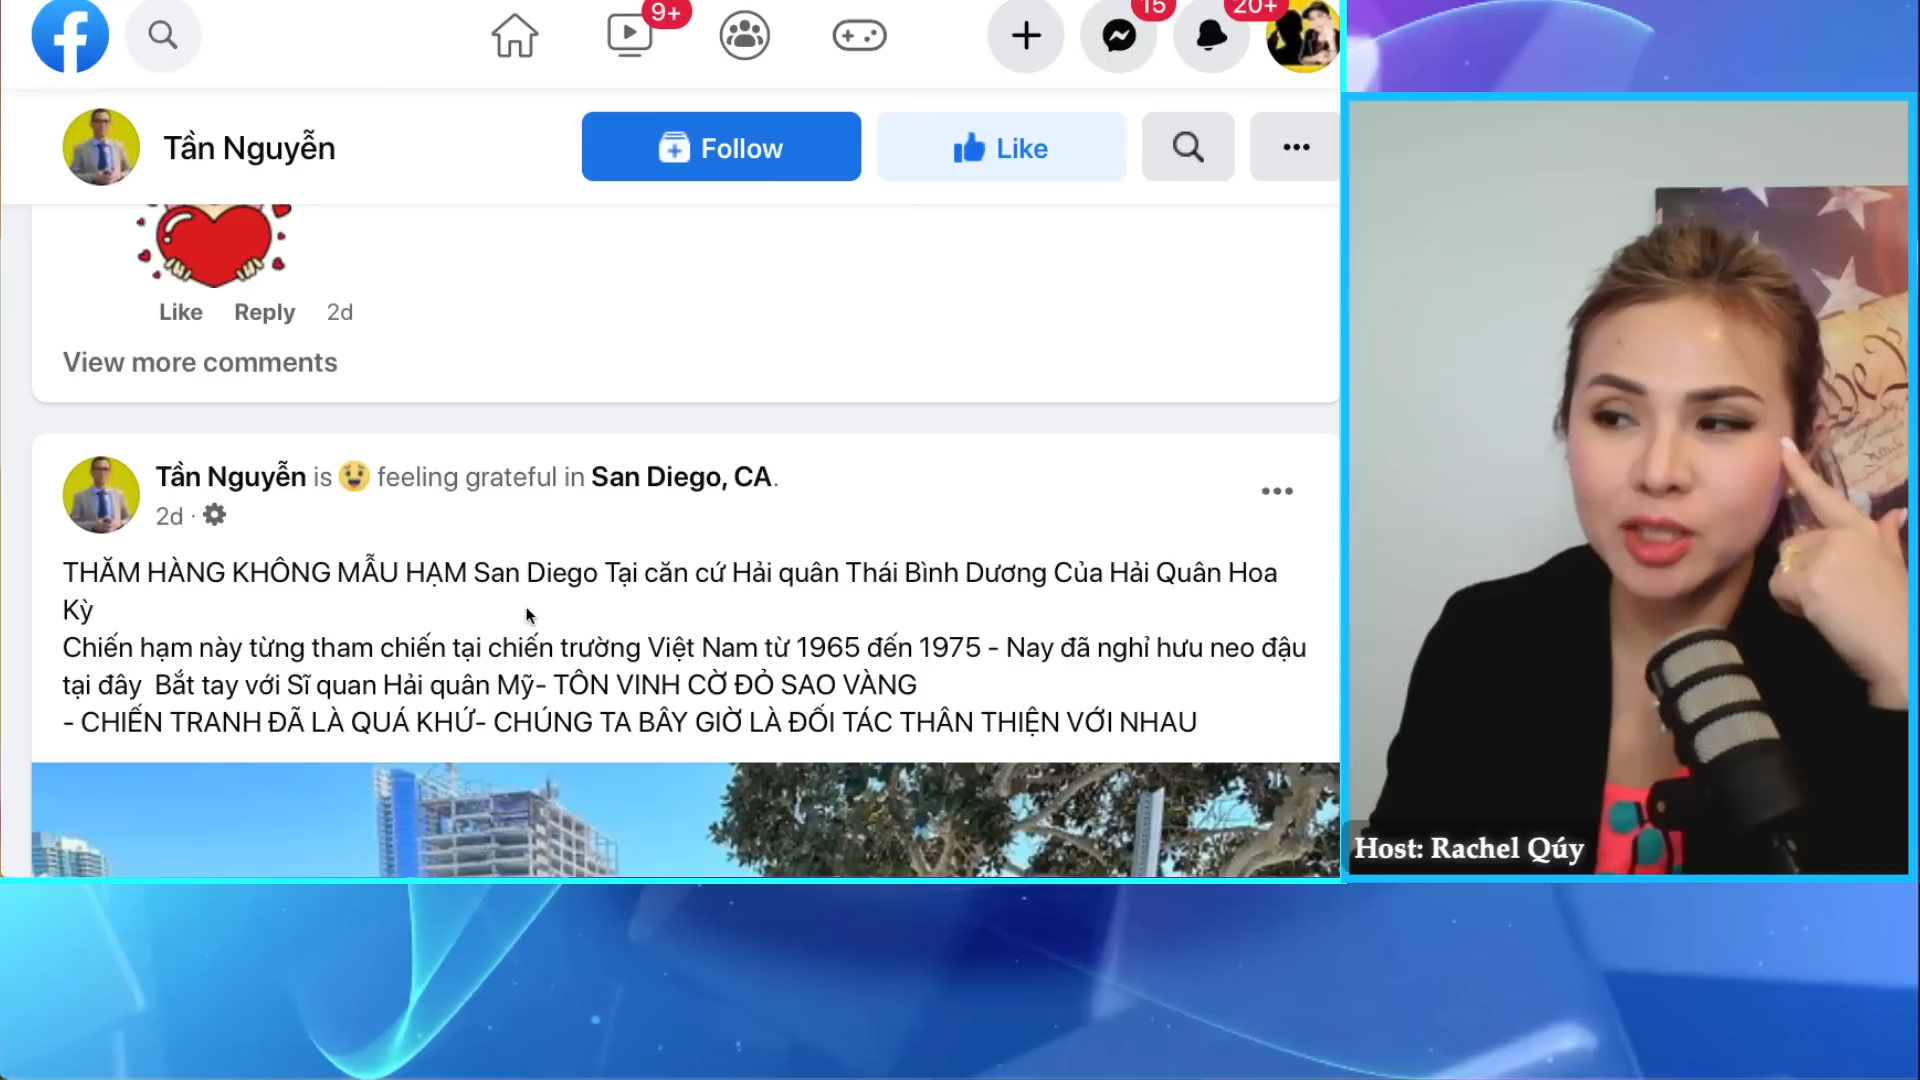 9+
15
20+
Tần Nguyễn
Follow
Like
Like Reply 2d
View more comments
Tần Nguyễn is feeling grateful in San Diego, CA.
2d ·
THĂM HÀNG KHÔNG MẪU HẠM San Diego Tại căn cứ Hải quân Thái Bình Dương Của Hải Quân Hoa
Kỳ
Chiến hạm này từng tham chiến tại chiến trường Việt Nam từ 1965 đến 1975 - Nay đã nghỉ hưu neo đậu
tại đây  Bắt tay với Sĩ quan Hải quân Mỹ- TÔN VINH CỜ ĐỎ SAO VÀNG
- CHIẾN TRANH ĐÃ LÀ QUÁ KHỨ- CHÚNG TA BÂY GIỜ LÀ ĐỐI TÁC THÂN THIỆN VỚI NHAU
Host: Rachel Qúy